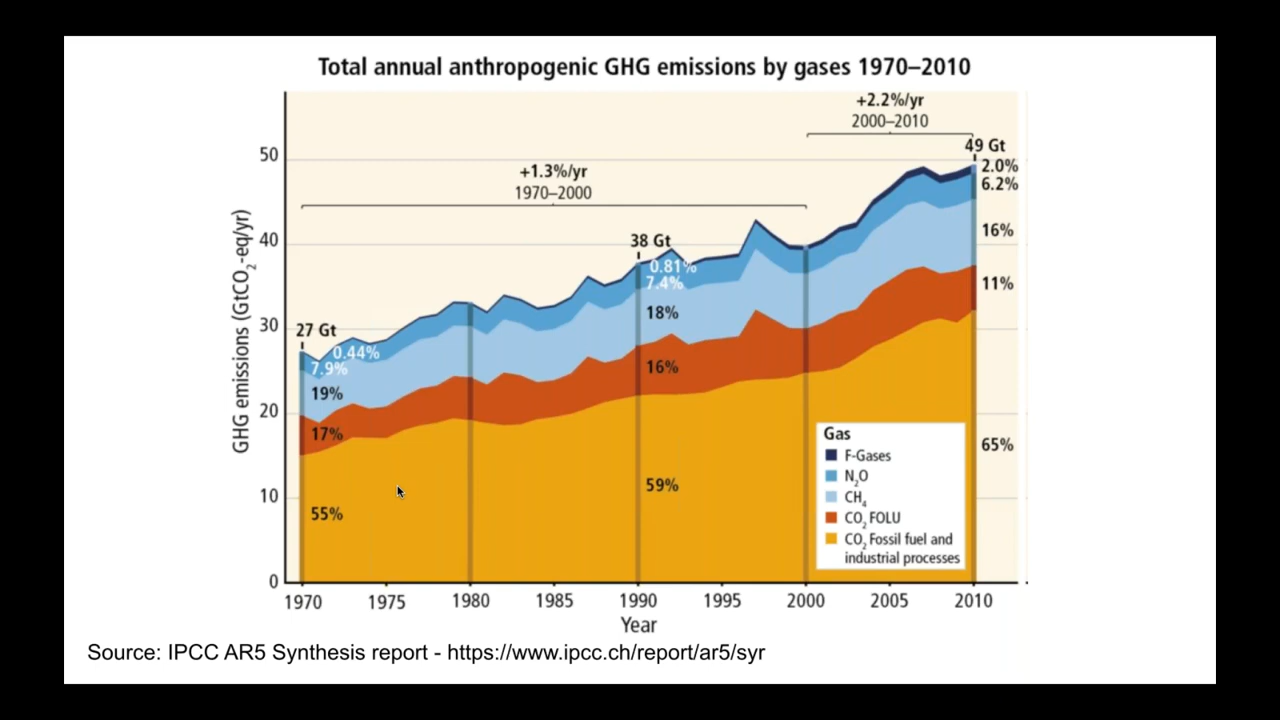 Total annual anthropogenic GHG emissions by gases 1970–2010
+2.2%/yr
2000–2010
49 Gt
+1.3%/yr
1970–2000
38 Gt
27 Gt
GHG emissions (GtCO2-eq/yr)
50
40
30
20
10
0
0.44%
7.9%
19%
17%
55%
0.81%
7.4%
18%
16%
59%
2.0%
6.2%
16%
11%
65%
Gas
F-Gases
N2O
CH4
CO2 FOLU
CO2 Fossil fuel and
industrial processes
1970 1975 1980 1985 1990 1995 2000 2005 2010
Year
Source: IPCC AR5 Synthesis report - https://www.ipcc.ch/report/ar5/syr